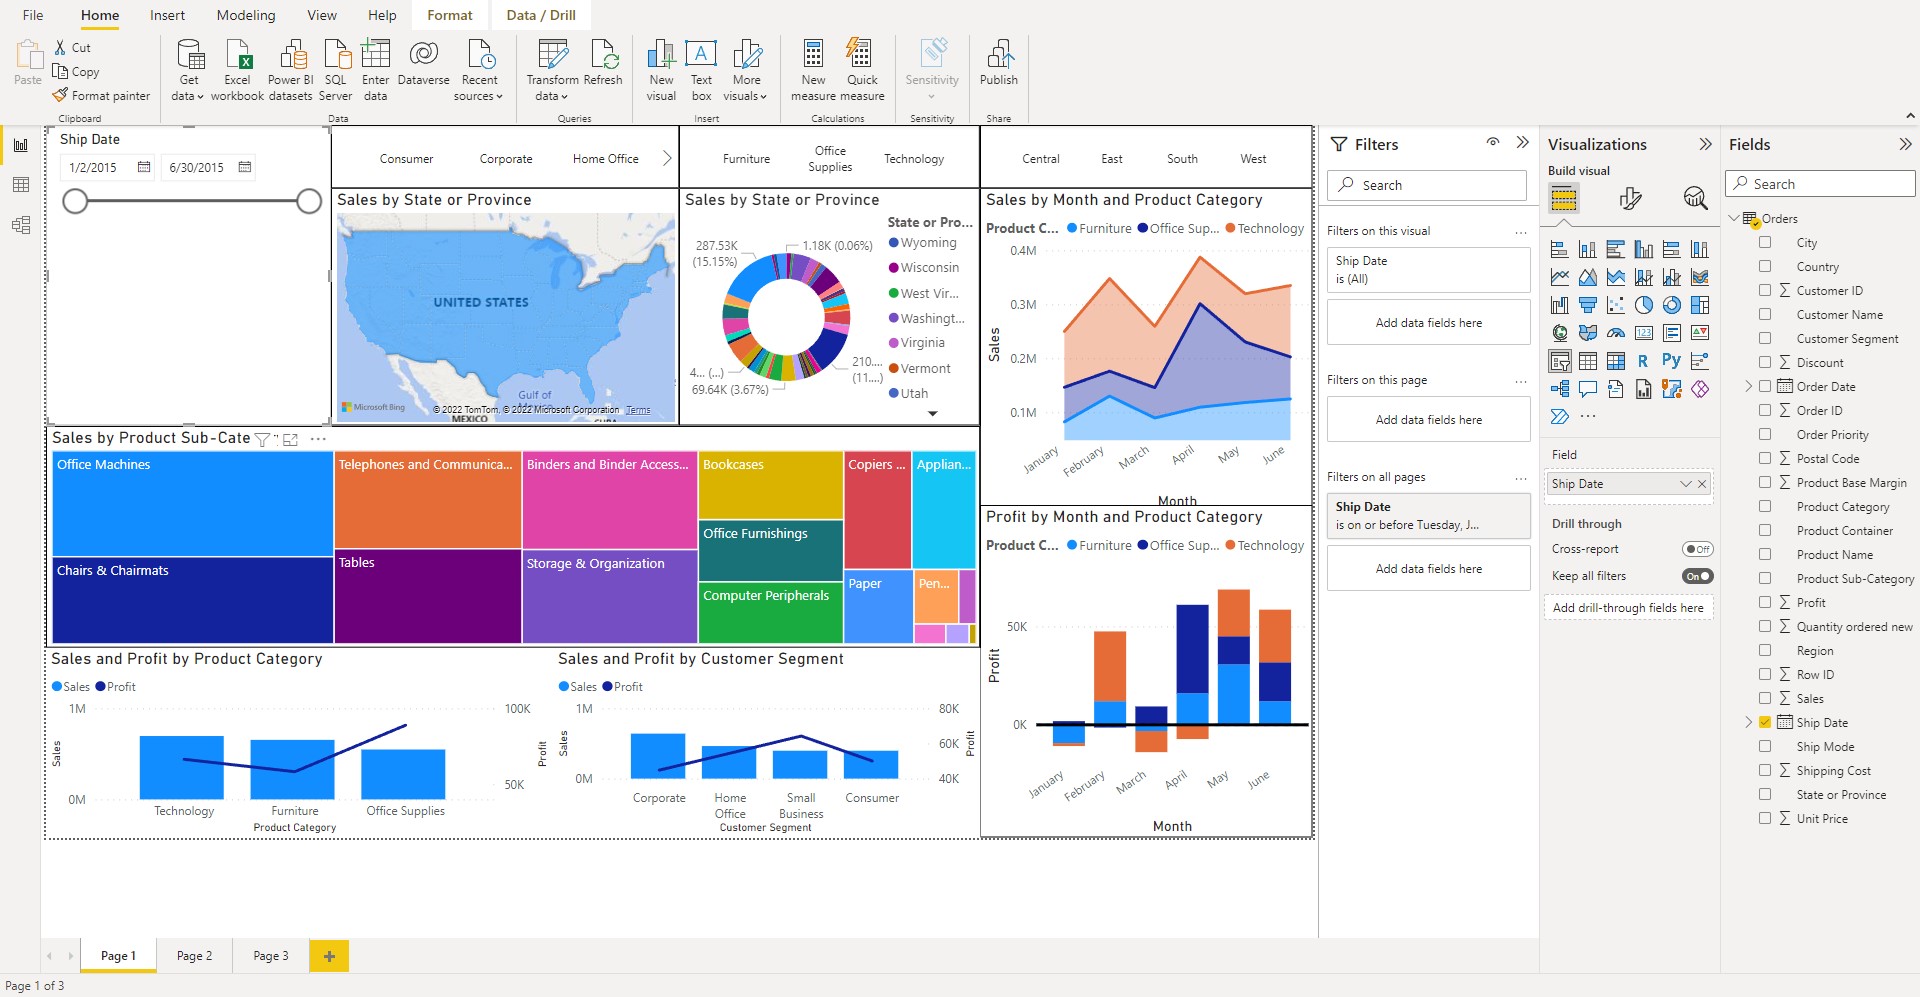 File Home Insert Modeling View Help Format Data / Drill
Paste
Cut
Copy
Format painter
Clipboard
Get data
Excel workbook
Power BI datasets
SQL Server
Enter data
Dataverse
Recent sources
Data
Transform data
Refresh
Queries
New visual
Text box
More visuals
Insert
New measure
Quick measure
Calculations
Sensitivity
Sensitivity
Publish
Share
Ship Date
1/2/2015
6/30/2015
Consumer Corporate Home Office
Furniture Office Supplies Technology
Central East South West
Sales by State or Province
UNITED STATES
Gulf of
MEXICO
Microsoft Bing
© 2022 TomTom, © 2022 Microsoft Corporation Terms
Sales by State or Province
287.53K
(15.15%)
1.18K (0.06%)
210....
(11....)
4... (...)
69.64K (3.67%)
State or Pro...
Wyoming
Wisconsin
West Vir...
Washingt...
Virginia
Vermont
Utah
Sales by Month and Product Category
Product C... Furniture Office Sup... Technology
0.4M
0.3M
0.2M
0.1M
Sales
January February March April May June
Month
Sales by Product Sub-Cate
Office Machines
Chairs & Chairmats
Telephones and Communica...
Tables
Binders and Binder Access...
Storage & Organization
Bookcases
Office Furnishings
Computer Peripherals
Copiers ...
Applian...
Paper
Pen...
Profit by Month and Product Category
Product C... Furniture Office Sup... Technology
50K
0K
Profit
January February March April May June
Month
Sales and Profit by Product Category
Sales Profit
1M
0M
Sales
100K
50K
Profit
Technology Furniture Office Supplies
Product Category
Sales and Profit by Customer Segment
Sales Profit
1M
0M
Sales
80K
60K
40K
Profit
Corporate Home Office Small Business Consumer
Customer Segment
Filters
Search
Filters on this visual ...
Ship Date
is (All)
Add data fields here
Filters on this page ...
Add data fields here
Filters on all pages ...
Ship Date
is on or before Tuesday, J...
Add data fields here
Visualizations
Build visual
123
R
Py
...
Field
Ship Date
Drill through
Cross-report Off
Keep all filters On
Add drill-through fields here
Fields
Search
Orders
City
Country
Customer ID
Customer Name
Customer Segment
Discount
Order Date
Order ID
Order Priority
Postal Code
Product Base Margin
Product Category
Product Container
Product Name
Product Sub-Category
Profit
Quantity ordered new
Region
Row ID
Sales
Ship Date
Ship Mode
Shipping Cost
State or Province
Unit Price
Page 1 Page 2 Page 3 +
Page 1 of 3